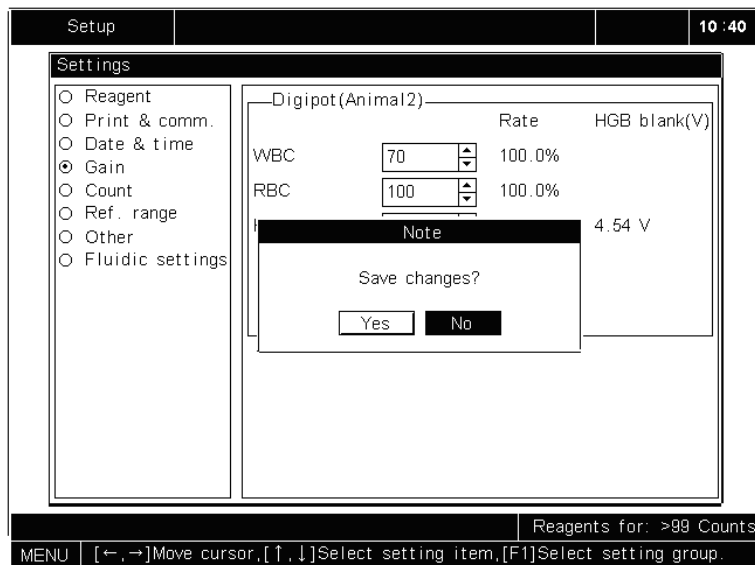 Setup 10:40
Settings
Reagent
Print & comm.
Date & time
Gain
Count
Ref. range
Other
Fluidic settings
Digipot(Animal2)
Rate HGB blank(V)
WBC 70 100.0%
RBC 100 100.0%
4.54 V
Note
Save changes?
Yes No
Reagents for: >99 Counts
MENU [←,→]Move cursor,[↑,↓]Select setting item,[F1]Select setting group.